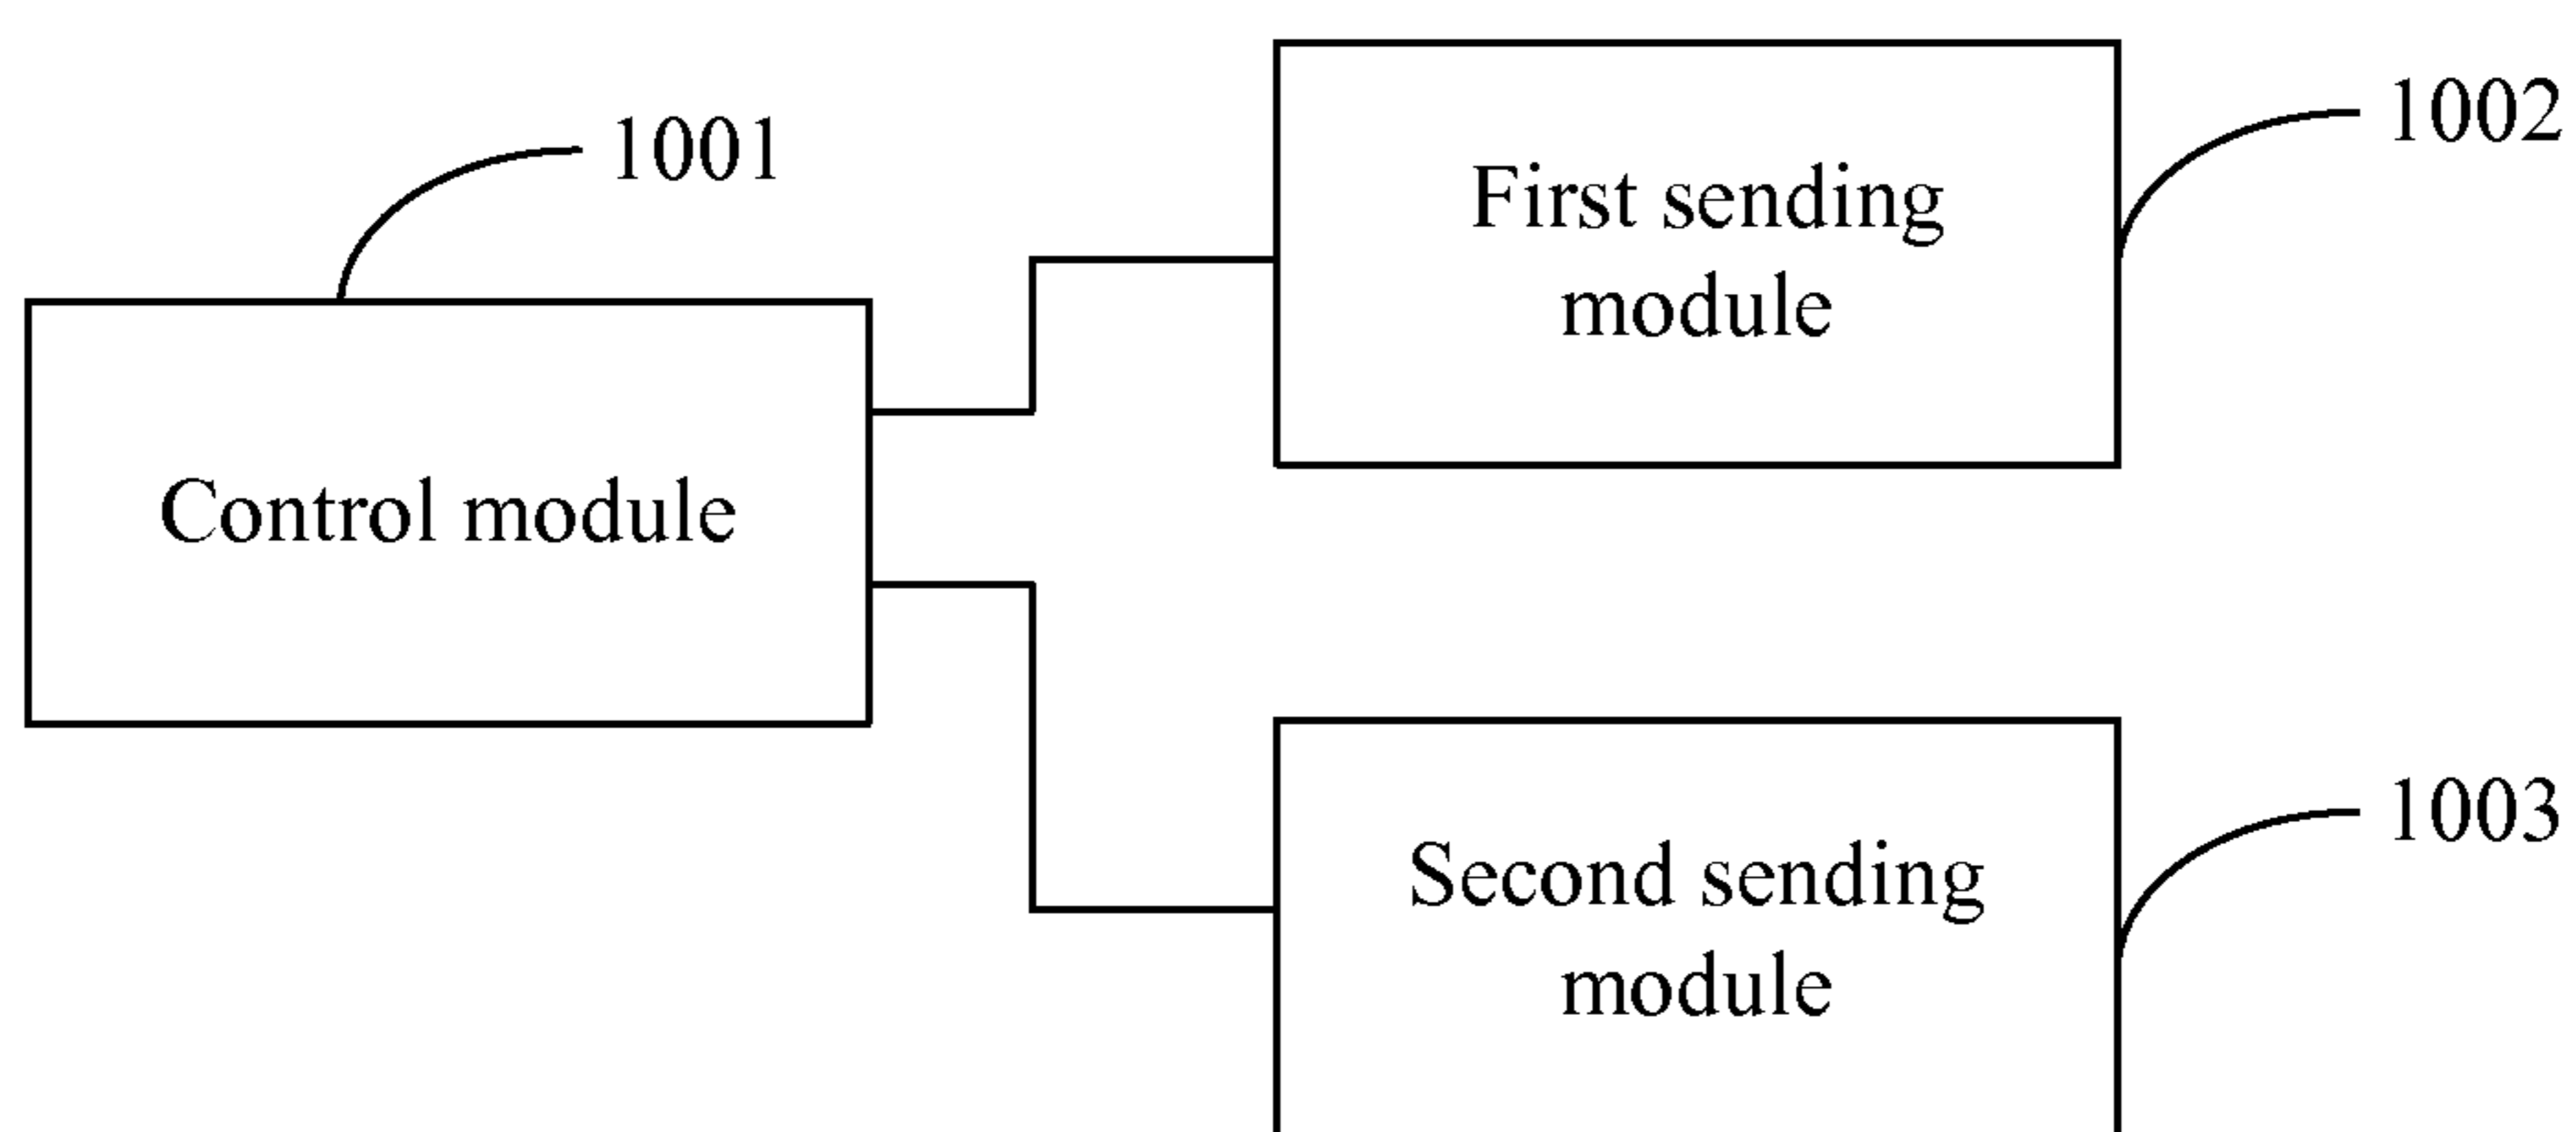 1001
Control module
1002
First sending
module
1003
Second sending
module